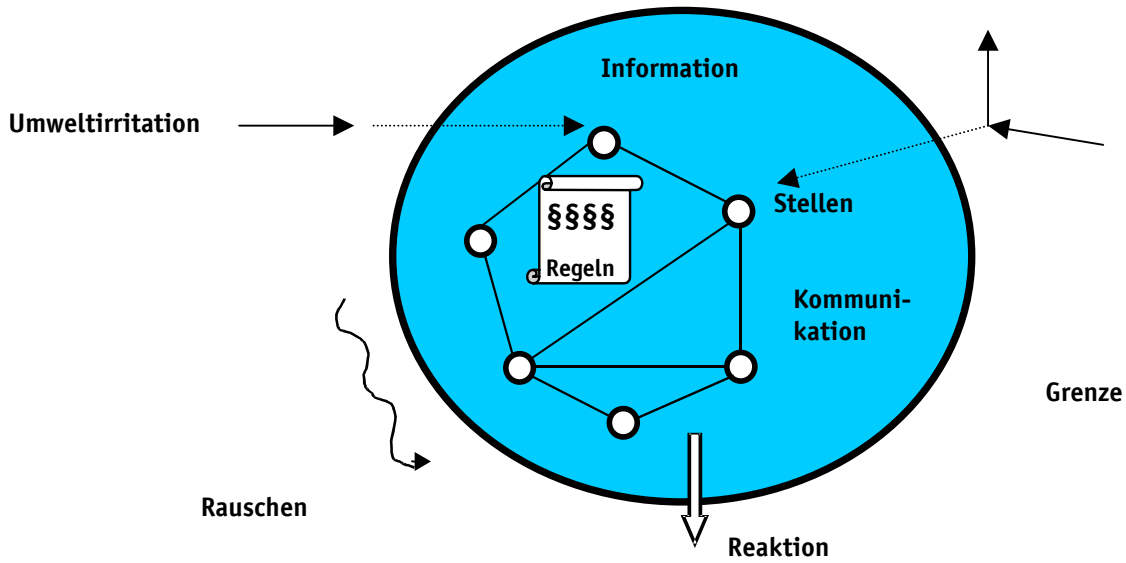 Information
Umweltirritation
§§§§
Stellen
Regeln
Kommuni-
kation
Grenze
Rauschen
Reaktion